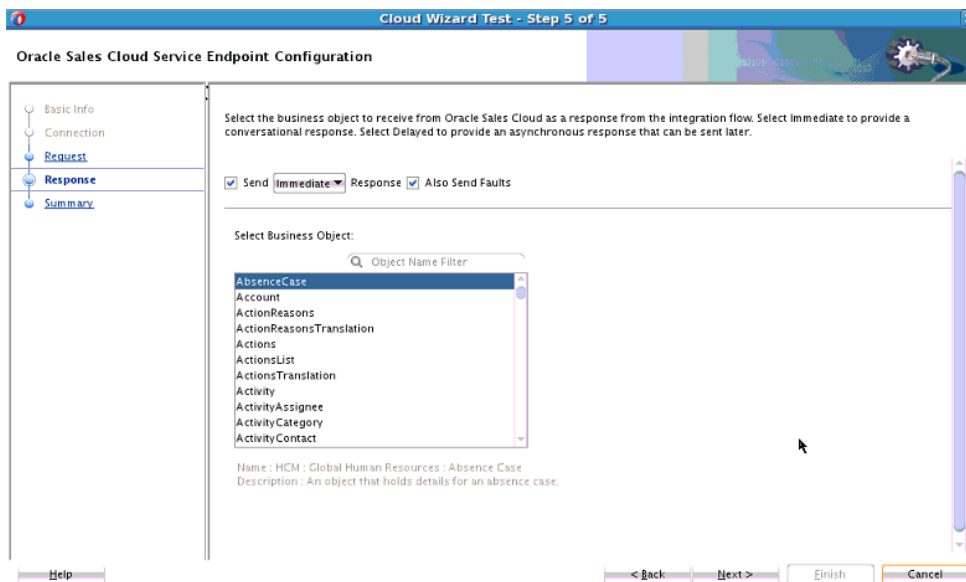 Cloud Wizard Test - Step 5 of 5
Oracle Sales Cloud Service Endpoint Configuration
Basic Info
Connection
Request
Response
Summary
Select the business object to receive from Oracle Sales Cloud as a response from the integration flow. Select Immediate to provide a
conversational response. Select Delayed to provide an asynchronous response that can be sent later.
Send Immediate Response Also Send Faults
Select Business Object:
Object Name Filter
AbsenceCase
Account
ActionReasons
ActionReasonsTranslation
Actions
ActionsList
ActionsTranslation
Activity
ActivityAssignee
ActivityCategory
ActivityContact
Name : HCM : Global Human Resources : Absence Case
Description : An object that holds details for an absence case.
Help < Back Next > Finish Cancel